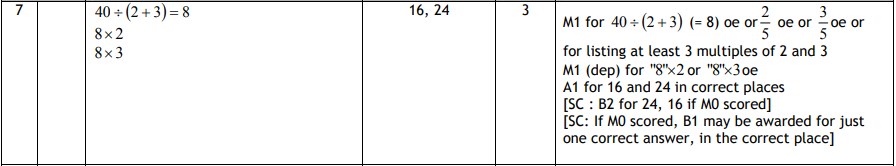 7
40 ÷ (2 + 3) = 8
8 × 2
8 × 3
16, 24
3
M1 for 40 ÷ (2 + 3) (= 8) oe or 2/5 oe or 3/5 oe or
for listing at least 3 multiples of 2 and 3
M1 (dep) for "8"×2 or "8"×3 oe
A1 for 16 and 24 in correct places
[SC : B2 for 24, 16 if M0 scored]
[SC: If M0 scored, B1 may be awarded for just
one correct answer, in the correct place]